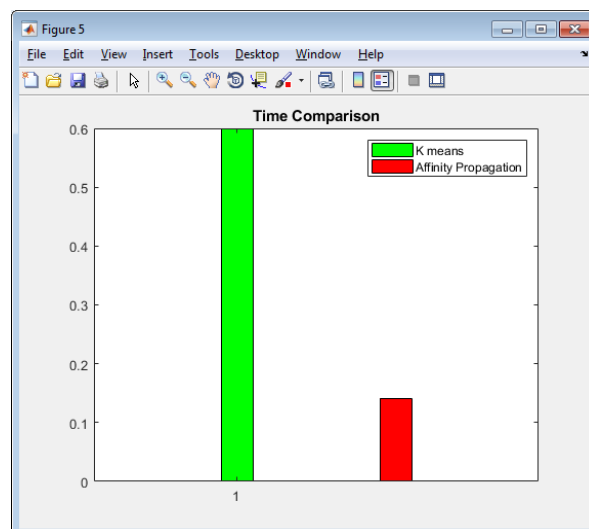 Figure 5
File Edit View Insert Tools Desktop Window Help
Time Comparison
K means
Affinity Propagation
0.6
0.5
0.4
0.3
0.2
0.1
0
1